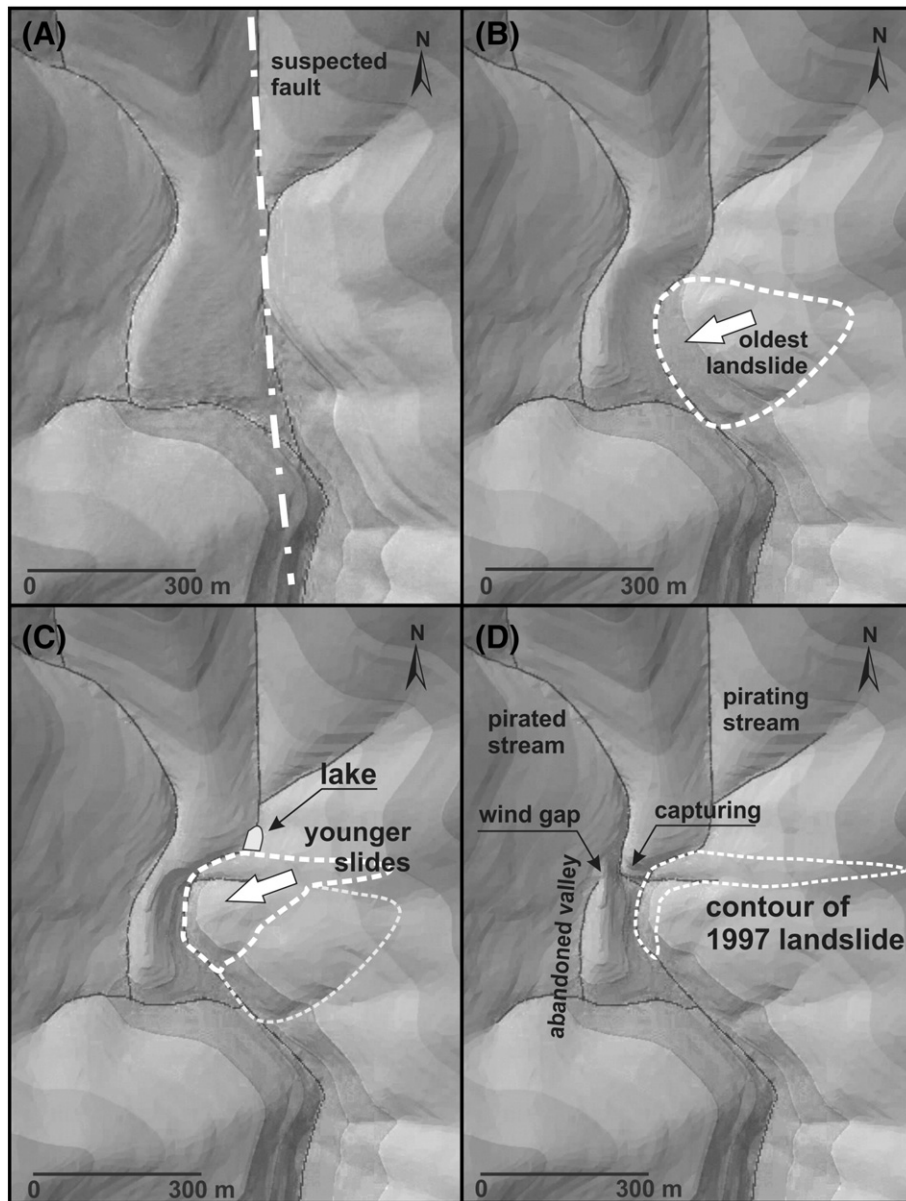 (A)
suspected
fault
N
0
300 m
(B)
N
oldest
landslide
0
300 m
(C)
N
lake
younger
slides
0
300 m
(D)
N
pirated
stream
pirating
stream
wind gap
capturing
abandoned valley
contour of
1997 landslide
0
300 m